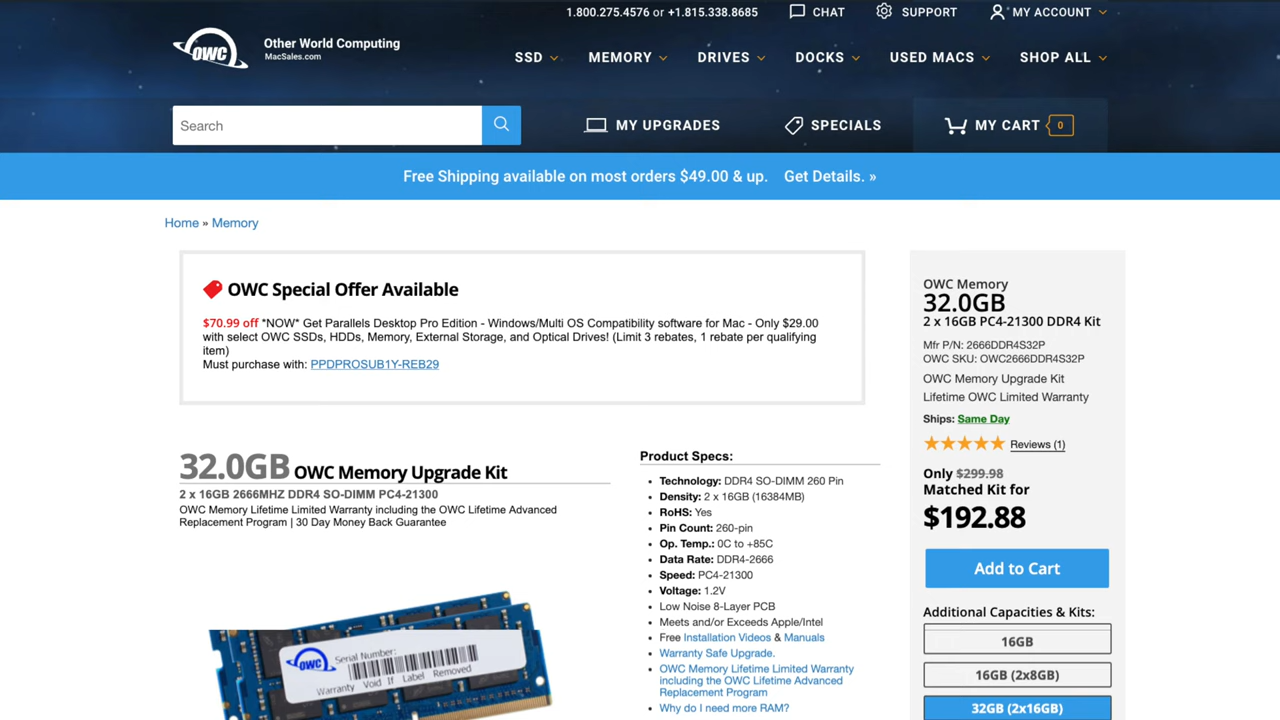 1.800.275.4576 or +1.815.338.8685
CHAT
SUPPORT
MY ACCOUNT
OWC
Other World Computing
MacSales.com
SSD
MEMORY
DRIVES
DOCKS
USED MACS
SHOP ALL
Search
MY UPGRADES
SPECIALS
MY CART 0
Free Shipping available on most orders $49.00 & up. Get Details. »
Home » Memory
OWC Special Offer Available
$70.99 off *NOW* Get Parallels Desktop Pro Edition - Windows/Multi OS Compatibility software for Mac - Only $29.00
with select OWC SSDs, HDDs, Memory, External Storage, and Optical Drives! (Limit 3 rebates, 1 rebate per qualifying
item)
Must purchase with: PPDPROSUB1Y-REB29
32.0GB OWC Memory Upgrade Kit
2 x 16GB 2666MHZ DDR4 SO-DIMM PC4-21300
OWC Memory Lifetime Limited Warranty including the OWC Lifetime Advanced
Replacement Program | 30 Day Money Back Guarantee
OWC
Serial Number:
Warranty Void If Label Removed
Product Specs:
Technology: DDR4 SO-DIMM 260 Pin
Density: 2 x 16GB (16384MB)
RoHS: Yes
Pin Count: 260-pin
Op. Temp.: 0C to +85C
Data Rate: DDR4-2666
Speed: PC4-21300
Voltage: 1.2V
Low Noise 8-Layer PCB
Meets and/or Exceeds Apple/Intel
Free Installation Videos & Manuals
Warranty Safe Upgrade.
OWC Memory Lifetime Limited Warranty
including the OWC Lifetime Advanced
Replacement Program
Why do I need more RAM?
OWC Memory
32.0GB
2 x 16GB PC4-21300 DDR4 Kit
Mfr P/N: 2666DDR4S32P
OWC SKU: OWC2666DDR4S32P
OWC Memory Upgrade Kit
Lifetime OWC Limited Warranty
Ships: Same Day
Reviews (1)
Only $299.98
Matched Kit for
$192.88
Add to Cart
Additional Capacities & Kits:
16GB
16GB (2x8GB)
32GB (2x16GB)